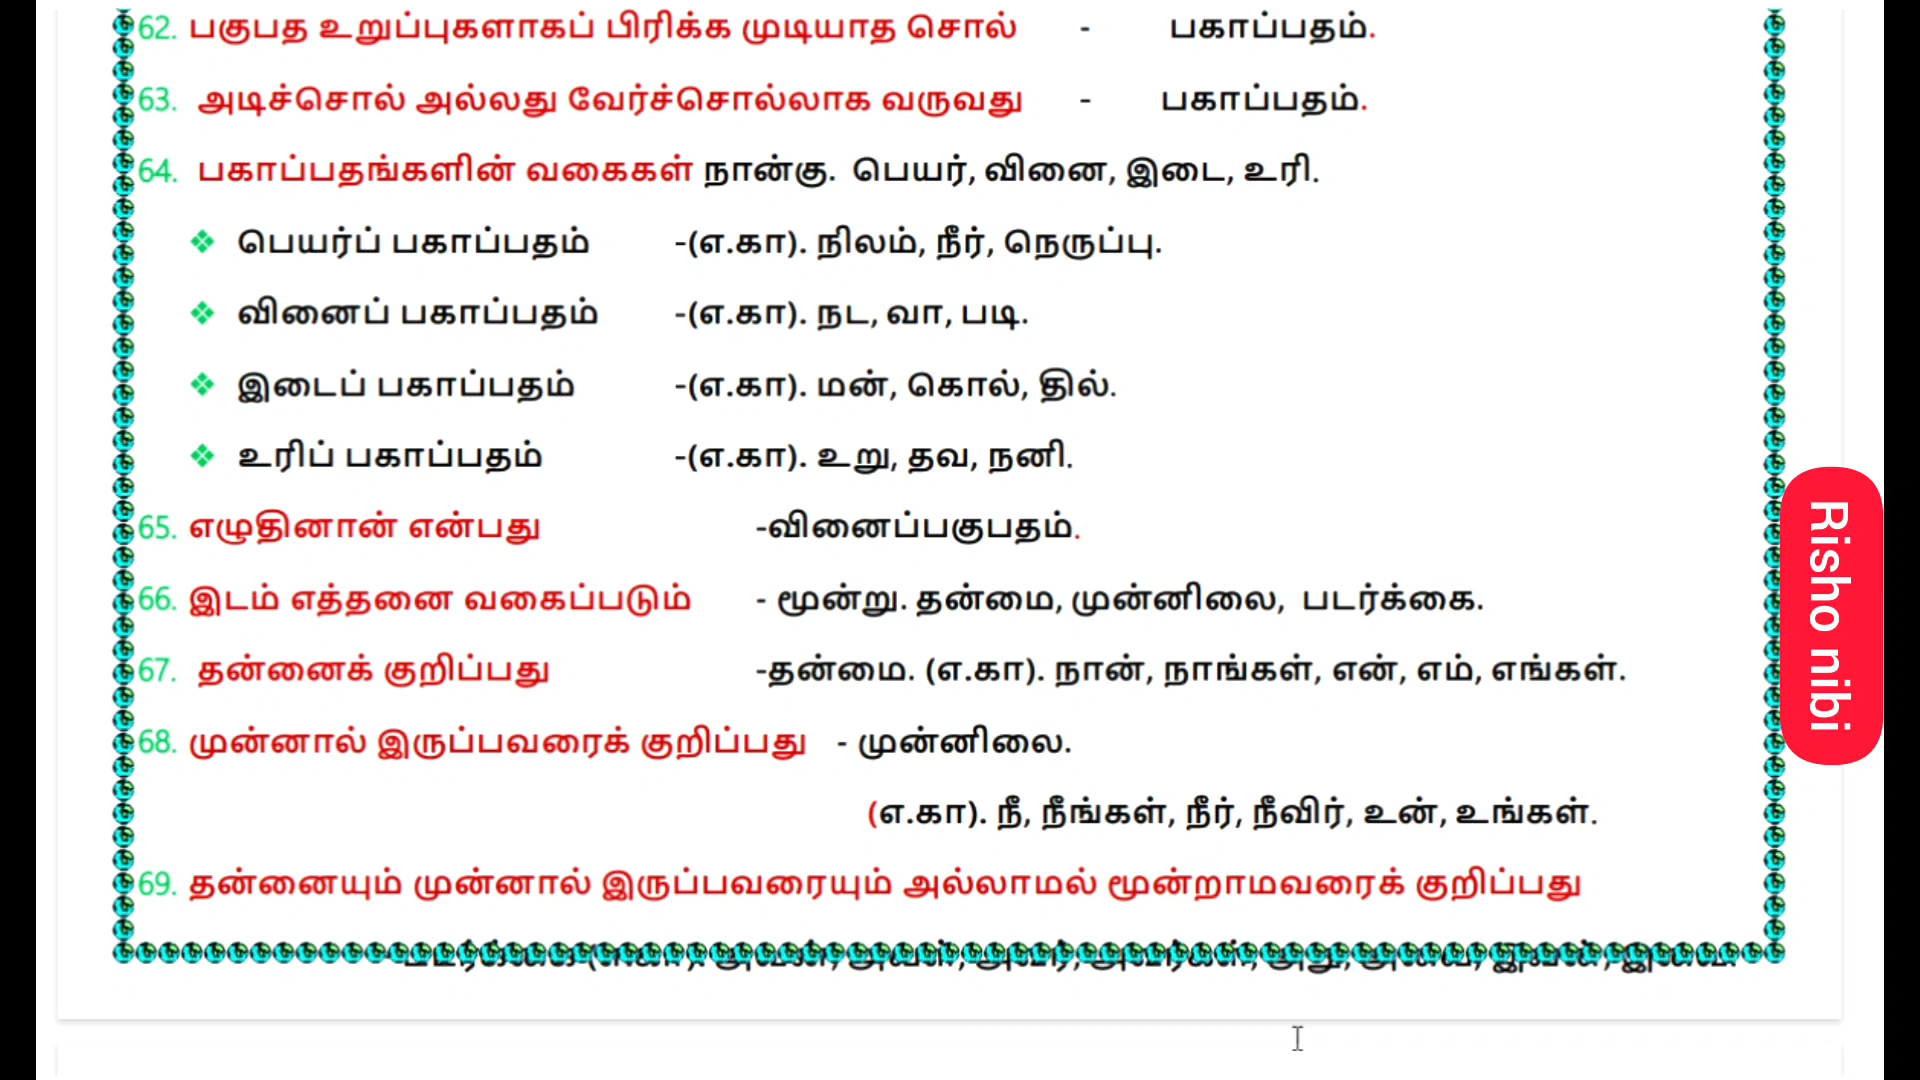 62. பகுபத உறுப்புகளாகப் பிரிக்க முடியாத சொல் - பகாப்பதம்.
63. அடிச்சொல் அல்லது வேர்ச்சொல்லாக வருவது - பகாப்பதம்.
64. பகாப்பதங்களின் வகைகள் நான்கு. பெயர், வினை, இடை, உரி.
❖ பெயர்ப் பகாப்பதம் -(எ.கா). நிலம், நீர், நெருப்பு.
❖ வினைப் பகாப்பதம் -(எ.கா). நட, வா, படி.
❖ இடைப் பகாப்பதம் -(எ.கா). மன், கொல், தில்.
❖ உரிப் பகாப்பதம் -(எ.கா). உறு, தவ, நனி.
65. எழுதினான் என்பது -வினைப்பகுபதம்.
66. இடம் எத்தனை வகைப்படும் - மூன்று. தன்மை, முன்னிலை, படர்க்கை.
67. தன்னைக் குறிப்பது -தன்மை. (எ.கா). நான், நாங்கள், என், எம், எங்கள்.
68. முன்னால் இருப்பவரைக் குறிப்பது - முன்னிலை.
(எ.கா). நீ, நீங்கள், நீர், நீவிர், உன், உங்கள்.
69. தன்னையும் முன்னால் இருப்பவரையும் அல்லாமல் மூன்றாமவரைக் குறிப்பது
Risho nibi